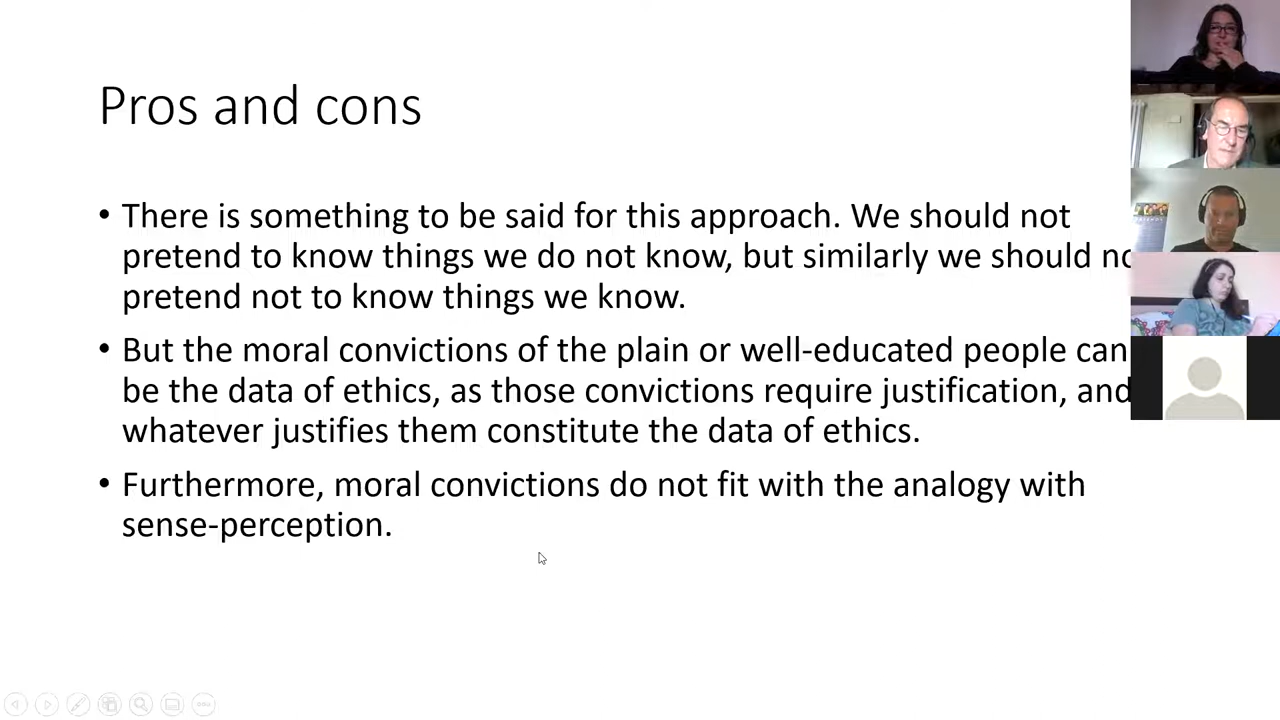 Pros and cons
• There is something to be said for this approach. We should not
pretend to know things we do not know, but similarly we should no
pretend not to know things we know.
• But the moral convictions of the plain or well-educated people can
be the data of ethics, as those convictions require justification, and
whatever justifies them constitute the data of ethics.
• Furthermore, moral convictions do not fit with the analogy with
sense-perception.